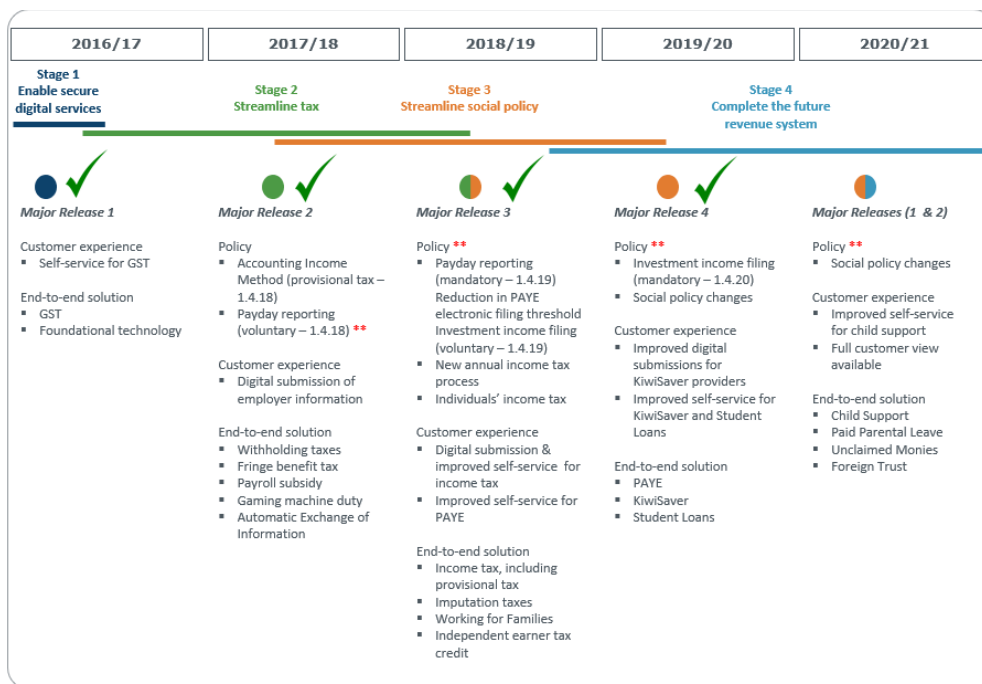 2016/17
2017/18
2018/19
2019/20
2020/21
Stage 1
Enable secure
digital services
Stage 2
Streamline tax
Stage 3
Streamline social policy
Stage 4
Complete the future
revenue system
Major Release 1
Customer experience
▪ Self-service for GST
End-to-end solution
▪ GST
▪ Foundational technology
Major Release 2
Policy
▪ Accounting Income
Method (provisional tax –
1.4.18)
▪ Payday reporting
(voluntary – 1.4.18) **
Customer experience
▪ Digital submission of
employer information
End-to-end solution
▪ Withholding taxes
▪ Fringe benefit tax
▪ Payroll subsidy
▪ Gaming machine duty
▪ Automatic Exchange of
Information
Major Release 3
Policy **
▪ Payday reporting
(mandatory – 1.4.19)
Reduction in PAYE
electronic filing threshold
Investment income filing
(voluntary – 1.4.19)
▪ New annual income tax
process
▪ Individuals’ income tax
Customer experience
▪ Digital submission &
improved self-service for
income tax
▪ Improved self-service for
PAYE
End-to-end solution
▪ Income tax, including
provisional tax
▪ Imputation taxes
▪ Working for Families
▪ Independent earner tax
credit
Major Release 4
Policy **
▪ Investment income filing
(mandatory – 1.4.20)
▪ Social policy changes
Customer experience
▪ Improved digital
submissions for
KiwiSaver providers
▪ Improved self-service for
KiwiSaver and Student
Loans
End-to-end solution
▪ PAYE
▪ KiwiSaver
▪ Student Loans
Major Releases (1 & 2)
Policy **
▪ Social policy changes
Customer experience
▪ Improved self-service
for child support
▪ Full customer view
available
End-to-end solution
▪ Child Support
▪ Paid Parental Leave
▪ Unclaimed Monies
▪ Foreign Trust